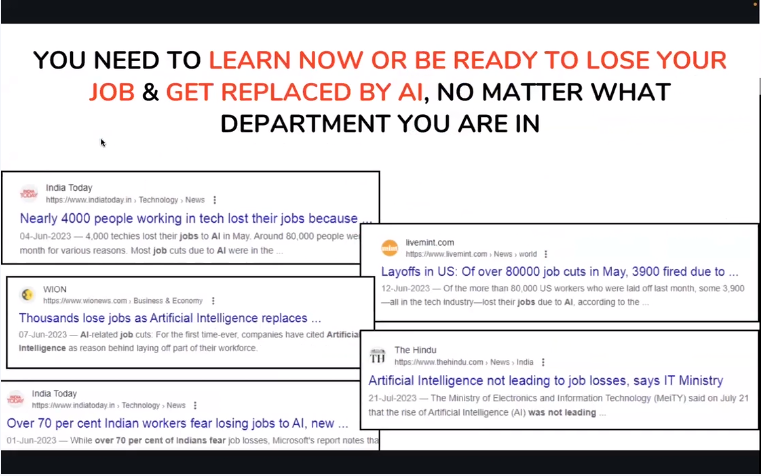 YOU NEED TO LEARN NOW OR BE READY TO LOSE YOUR
JOB & GET REPLACED BY AI, NO MATTER WHAT
DEPARTMENT YOU ARE IN
India Today
https://www.indiatoday.in › Technology › News
Nearly 4000 people working in tech lost their jobs because ...
04-Jun-2023 — 4,000 techies lost their jobs to AI in May. Around 80,000 people we
month for various reasons. Most job cuts due to AI were in the ...
livemint.com
https://www.livemint.com › News › world
Layoffs in US: Of over 80000 job cuts in May, 3900 fired due to ...
12-Jun-2023 — Of the more than 80,000 US workers who were laid off last month, some 3,900
—all in the tech industry—lost their jobs due to AI, according to the ...
WION
https://www.wionews.com › Business & Economy
Thousands lose jobs as Artificial Intelligence replaces ...
07-Jun-2023 — AI-related job cuts: For the first time-ever, companies have cited Artificia
Intelligence as reason behind laying off part of their workforce.
The Hindu
https://www.thehindu.com › News › India
Artificial Intelligence not leading to job losses, says IT Ministry
21-Jul-2023 — The Ministry of Electronics and Information Technology (MeiTY) said on July 21
that the rise of Artificial Intelligence (AI) was not leading ...
India Today
https://www.indiatoday.in › Technology › News
Over 70 per cent Indian workers fear losing jobs to AI, new ...
01-Jun-2023 — While over 70 per cent of Indians fear job losses, Microsoft's report notes tha